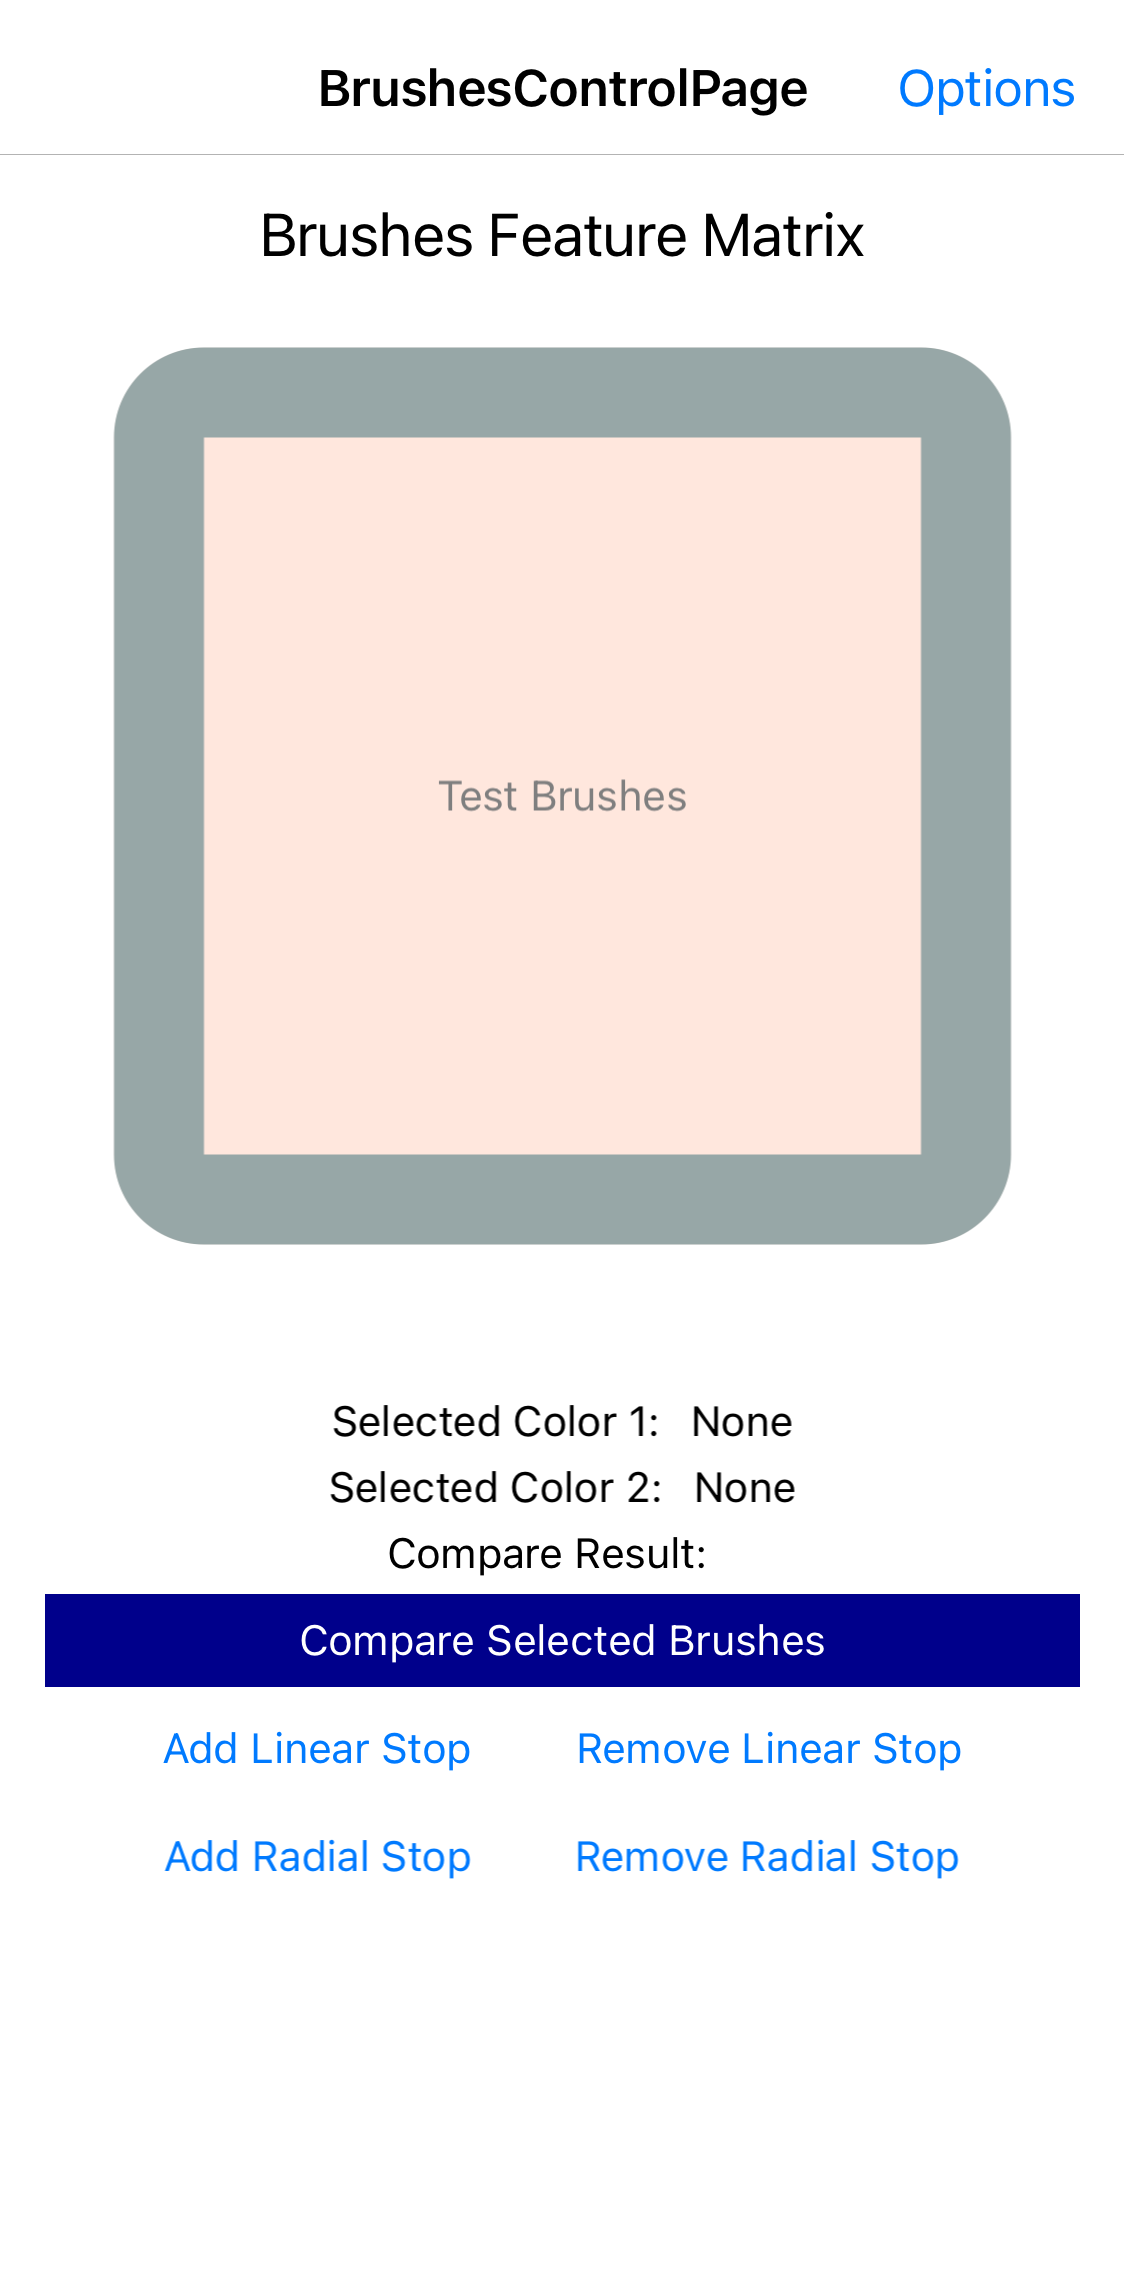 BrushesControlPage Options
Brushes Feature Matrix
Test Brushes
Selected Color 1: None
Selected Color 2: None
Compare Result:
Compare Selected Brushes
Add Linear Stop Remove Linear Stop
Add Radial Stop Remove Radial Stop